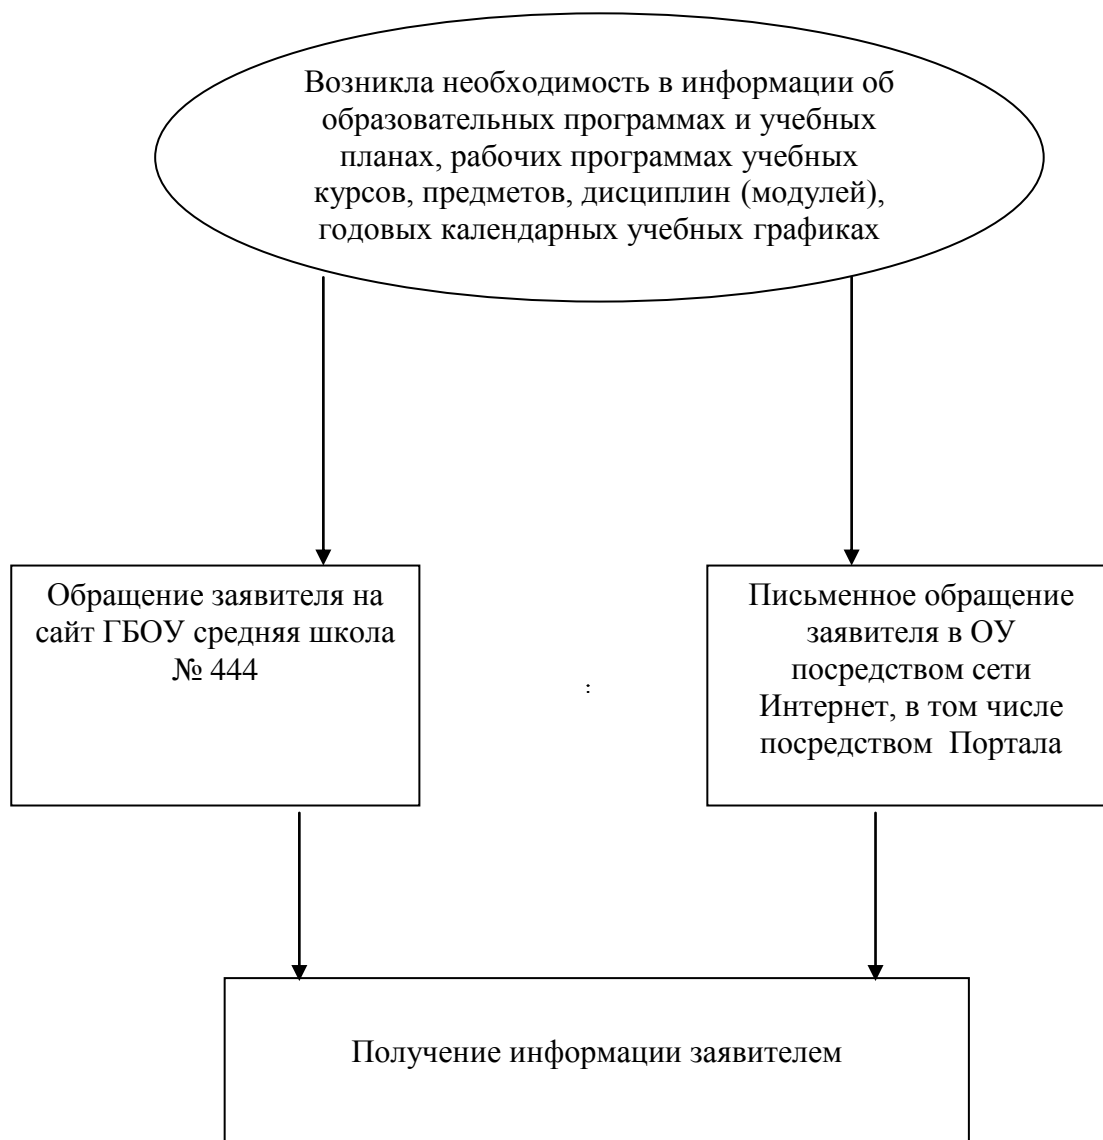 Возникла необходимость в информации об
образовательных программах и учебных
планах, рабочих программах учебных
курсов, предметов, дисциплин (модулей),
годовых календарных учебных графиках
Обращение заявителя на
сайт ГБОУ средняя школа
№ 444
:
Письменное обращение
заявителя в ОУ
посредством сети
Интернет, в том числе
посредством Портала
Получение информации заявителем